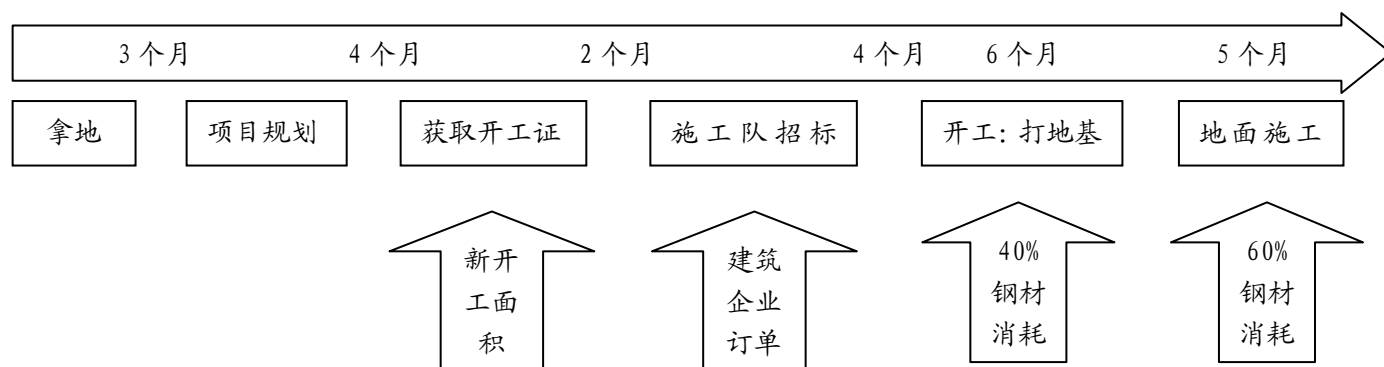 3 个月 4 个月 2 个月 4 个月 6 个月 5 个月
拿地 项目规划 获取开工证 施工队招标 开工：打地基 地面施工
新开
工面
积
建筑
企业
订单
40%
钢材
消耗
60%
钢材
消耗